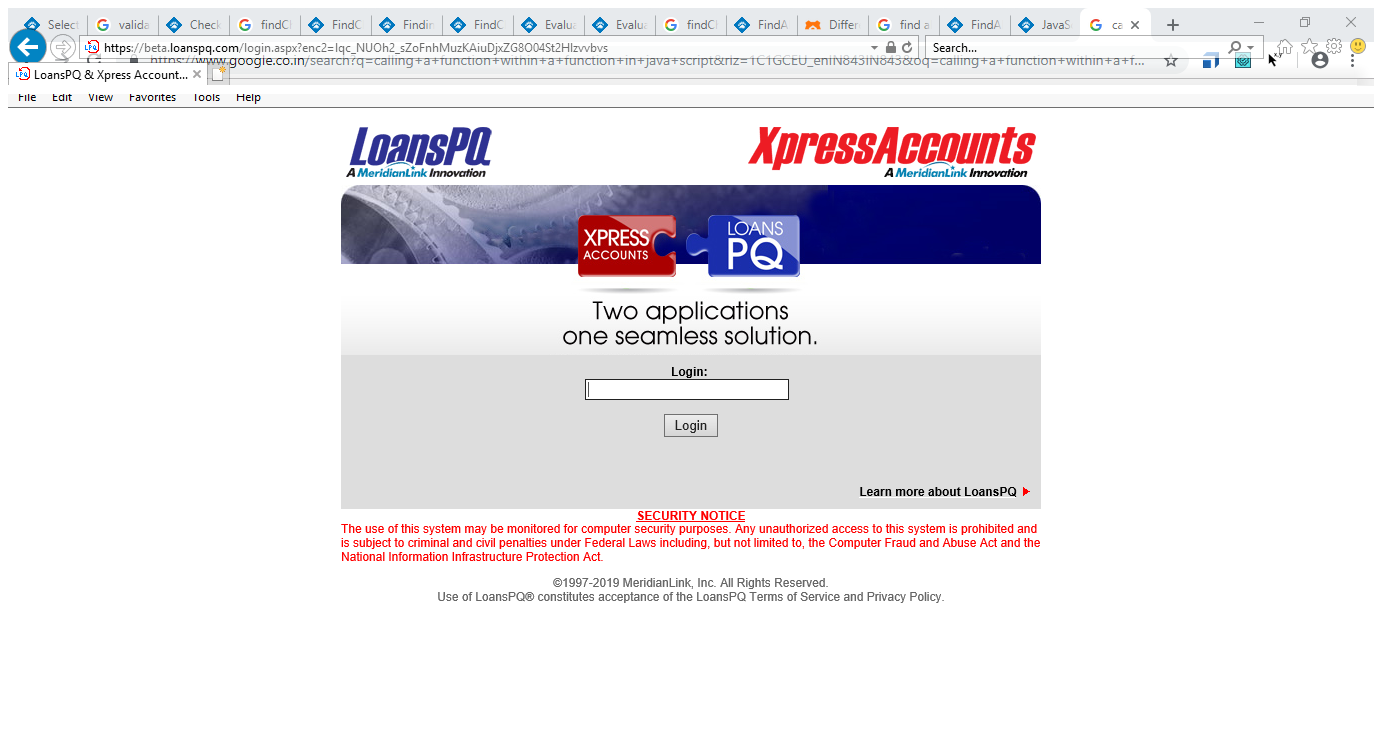 Select
valida
Check
findCl
FindC
Findin
FindC
Evalua
Evalua
findCl
FindA
Differ
find a
FindA
JavaS
ca
https://beta.loanspq.com/login.aspx?enc2=
Search...
https://www.google.co.in/search?q=calling+a+function+within+a+function+in+java+script&rlz=1C1GCEU_enIN843IN843&oq=calling+a+function+within+a+f...
LoansPQ & Xpress Account...
File Edit View Favorites Tools Help
LoansPQ
A MeridianLink Innovation
XpressAccounts
A MeridianLink Innovation
XPRESS
ACCOUNTS
LOANS
PQ
Two applications
one seamless solution.
Login:
Login
Learn more about LoansPQ
SECURITY NOTICE
The use of this system may be monitored for computer security purposes. Any unauthorized access to this system is prohibited and
is subject to criminal and civil penalties under Federal Laws including, but not limited to, the Computer Fraud and Abuse Act and the
National Information Infrastructure Protection Act.
©1997-2019 MeridianLink, Inc. All Rights Reserved.
Use of LoansPQ® constitutes acceptance of the LoansPQ Terms of Service and Privacy Policy.